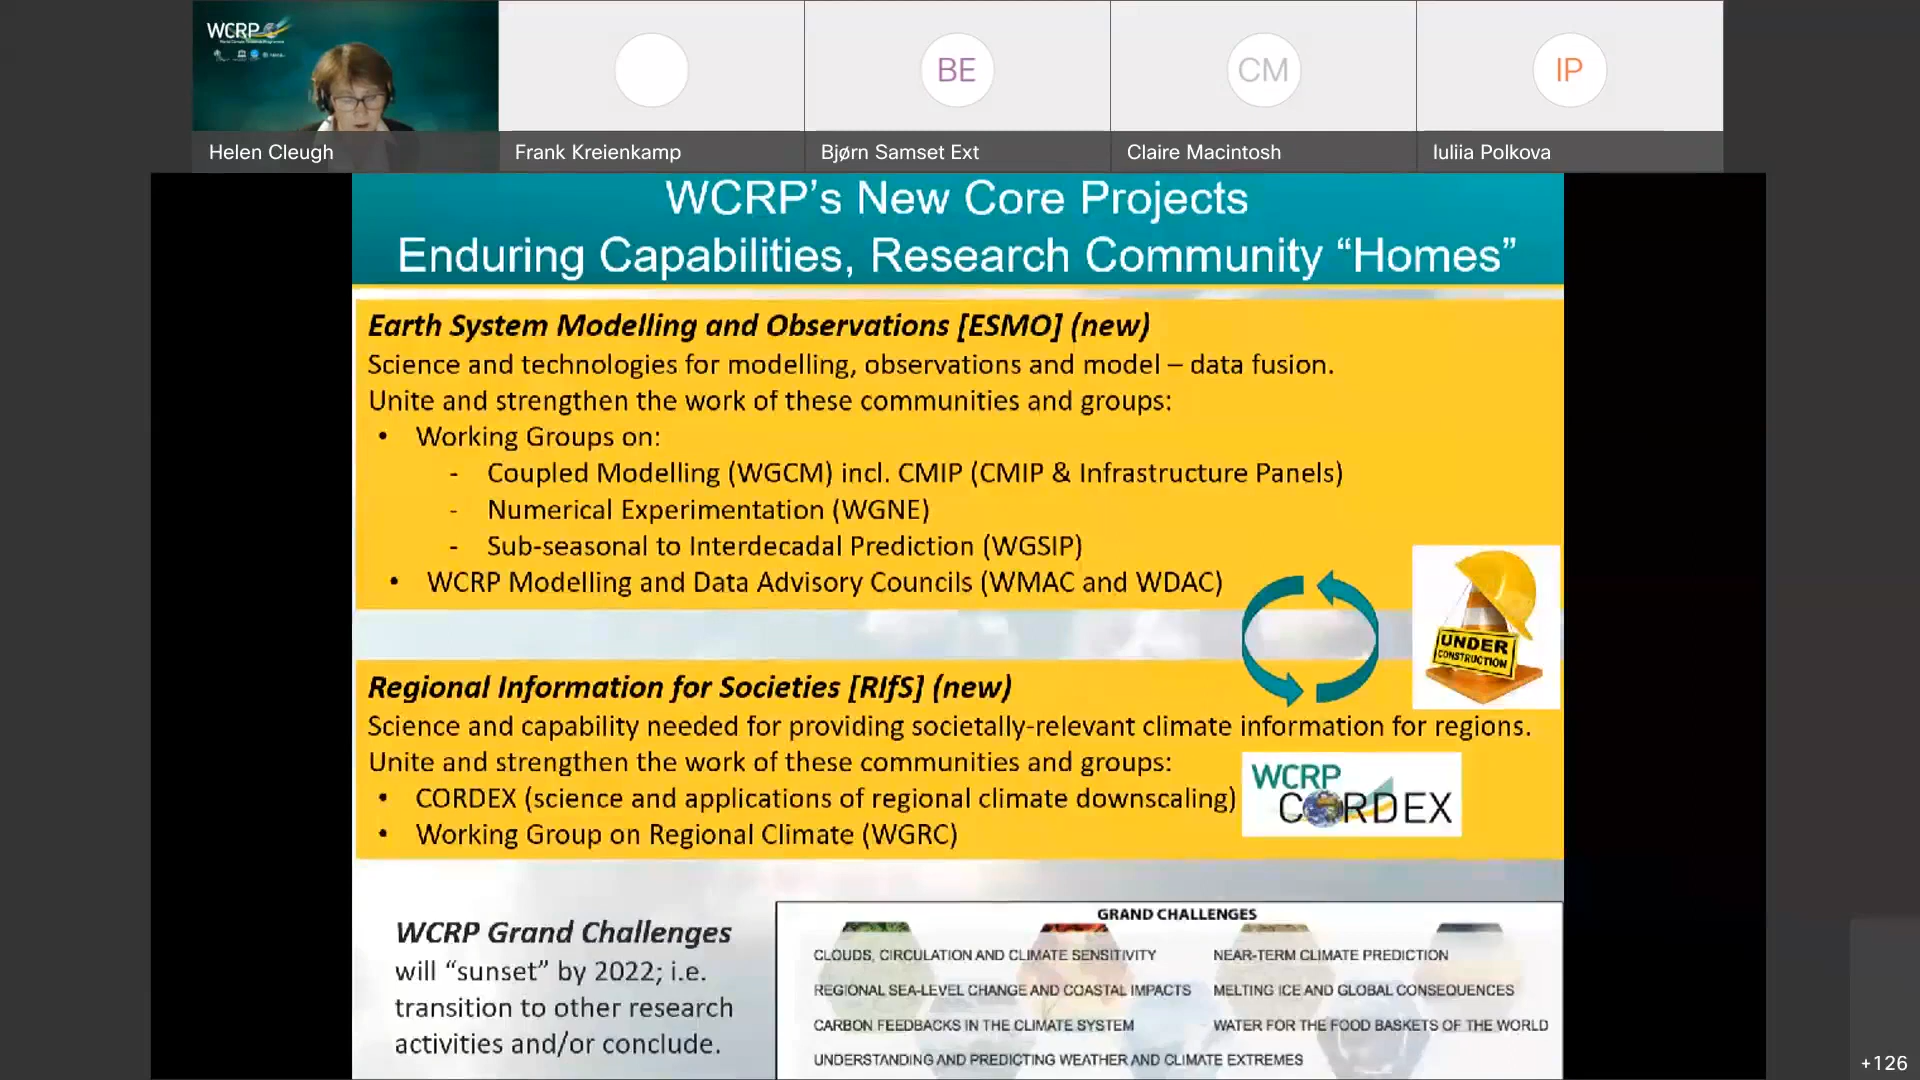 WCRP
BE
CM
IP
Helen Cleugh
Frank Kreienkamp
Bjørn Samset Ext
Claire Macintosh
Iuliia Polkova
WCRP’s New Core Projects
Enduring Capabilities, Research Community “Homes”
Earth System Modelling and Observations [ESMO] (new)
Science and technologies for modelling, observations and model – data fusion.
Unite and strengthen the work of these communities and groups:
• Working Groups on:
- Coupled Modelling (WGCM) incl. CMIP (CMIP & Infrastructure Panels)
- Numerical Experimentation (WGNE)
- Sub-seasonal to Interdecadal Prediction (WGSIP)
• WCRP Modelling and Data Advisory Councils (WMAC and WDAC)
UNDER
CONSTRUCTION
Regional Information for Societies [RIfS] (new)
Science and capability needed for providing societally-relevant climate information for regions.
Unite and strengthen the work of these communities and groups:
• CORDEX (science and applications of regional climate downscaling)
• Working Group on Regional Climate (WGRC)
WCRP
CORDEX
WCRP Grand Challenges
will “sunset” by 2022; i.e.
transition to other research
activities and/or conclude.
GRAND CHALLENGES
CLOUDS, CIRCULATION AND CLIMATE SENSITIVITY
NEAR-TERM CLIMATE PREDICTION
REGIONAL SEA-LEVEL CHANGE AND COASTAL IMPACTS
MELTING ICE AND GLOBAL CONSEQUENCES
CARBON FEEDBACKS IN THE CLIMATE SYSTEM
WATER FOR THE FOOD BASKETS OF THE WORLD
UNDERSTANDING AND PREDICTING WEATHER AND CLIMATE EXTREMES
+126